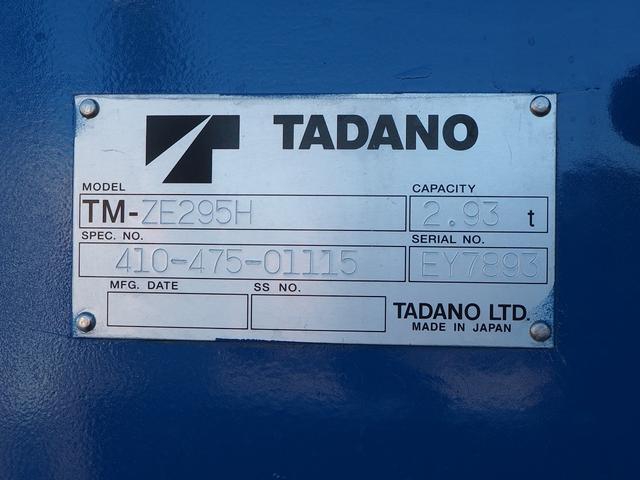 TADANO
MODEL CAPACITY
TM-ZE295H 2.93 t
SPEC. NO. SERIAL NO.
410-475-01115 EY7893
MFG. DATE SS NO.
TADANO LTD.
MADE IN JAPAN